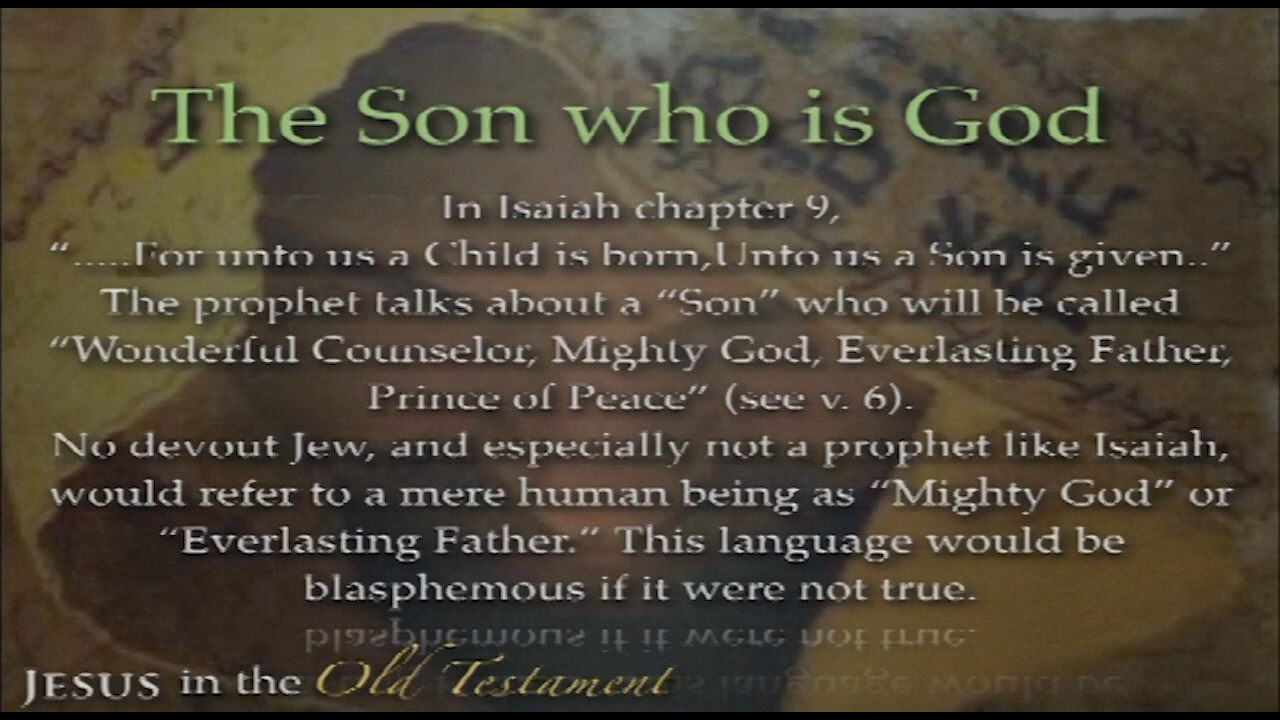 The Son who is God
In Isaiah chapter 9,
“.....For unto us a Child is born,Unto us a Son is given..”
The prophet talks about a “Son” who will be called
“Wonderful Counselor, Mighty God, Everlasting Father,
Prince of Peace” (see v. 6).
No devout Jew, and especially not a prophet like Isaiah,
would refer to a mere human being as “Mighty God” or
“Everlasting Father.“ This language would be
blasphemous if it were not true.
JESUS in the Old Testament